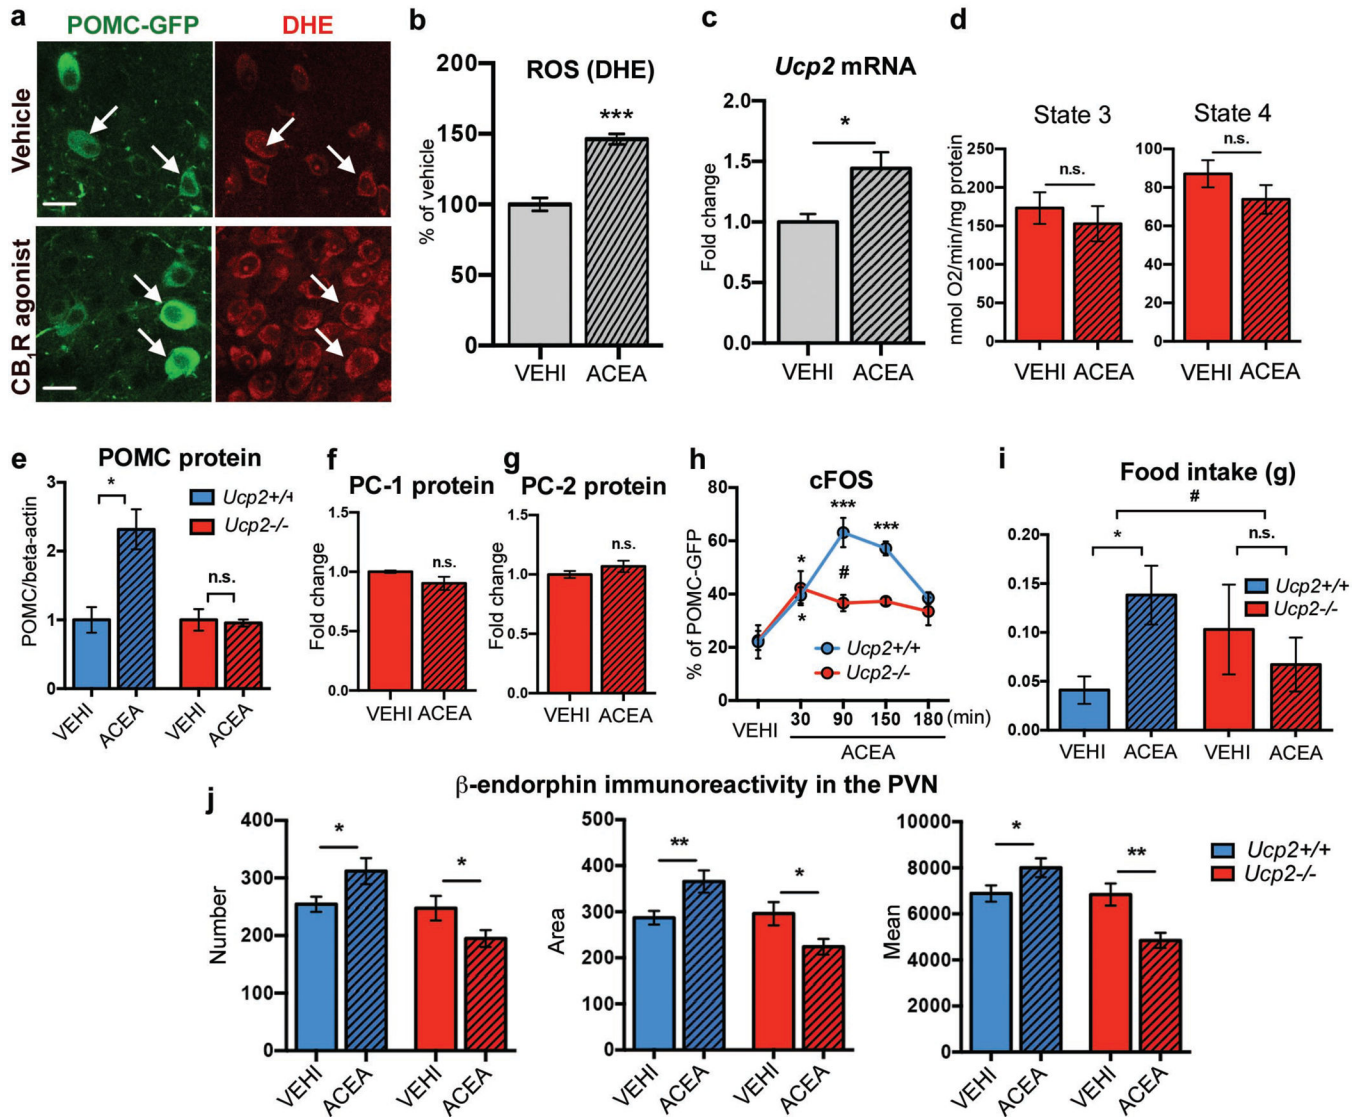 a
POMC-GFP
DHE
Vehicle
CB1R agonist
b
ROS (DHE)
% of vehicle
200
150
100
50
0
***
VEHI ACEA
c
Ucp2 mRNA
Fold change
2.0
1.5
1.0
0.5
0.0
*
VEHI ACEA
d
State 3
State 4
nmol O2/min/mg protein
250
200
150
100
50
0
n.s.
VEHI ACEA
100
80
60
40
20
0
n.s.
VEHI ACEA
e
POMC protein
POMC/beta-actin
3
2
1
0
*
n.s.
Ucp2+/+
Ucp2-/-
VEHI
ACEA
VEHI
ACEA
f
PC-1 protein
Fold change
1.5
1.0
0.5
0.0
n.s.
VEHI ACEA
g
PC-2 protein
Fold change
1.5
1.0
0.5
0.0
n.s.
VEHI ACEA
h
cFOS
% of POMC-GFP
80
60
40
20
0
*
***
***
#
*
Ucp2+/+
Ucp2-/-
VEHI
30 90 150 180 (min)
ACEA
i
Food intake (g)
#
0.20
0.15
0.10
0.05
0.00
*
n.s.
Ucp2+/+
Ucp2-/-
VEHI ACEA VEHI ACEA
β-endorphin immunoreactivity in the PVN
j
Number
400
300
200
100
0
*
*
VEHI
ACEA
VEHI
ACEA
Area
500
400
300
200
100
0
**
*
VEHI
ACEA
VEHI
ACEA
Mean
10000
8000
6000
4000
2000
0
*
**
VEHI
ACEA
VEHI
ACEA
Ucp2+/+
Ucp2-/-